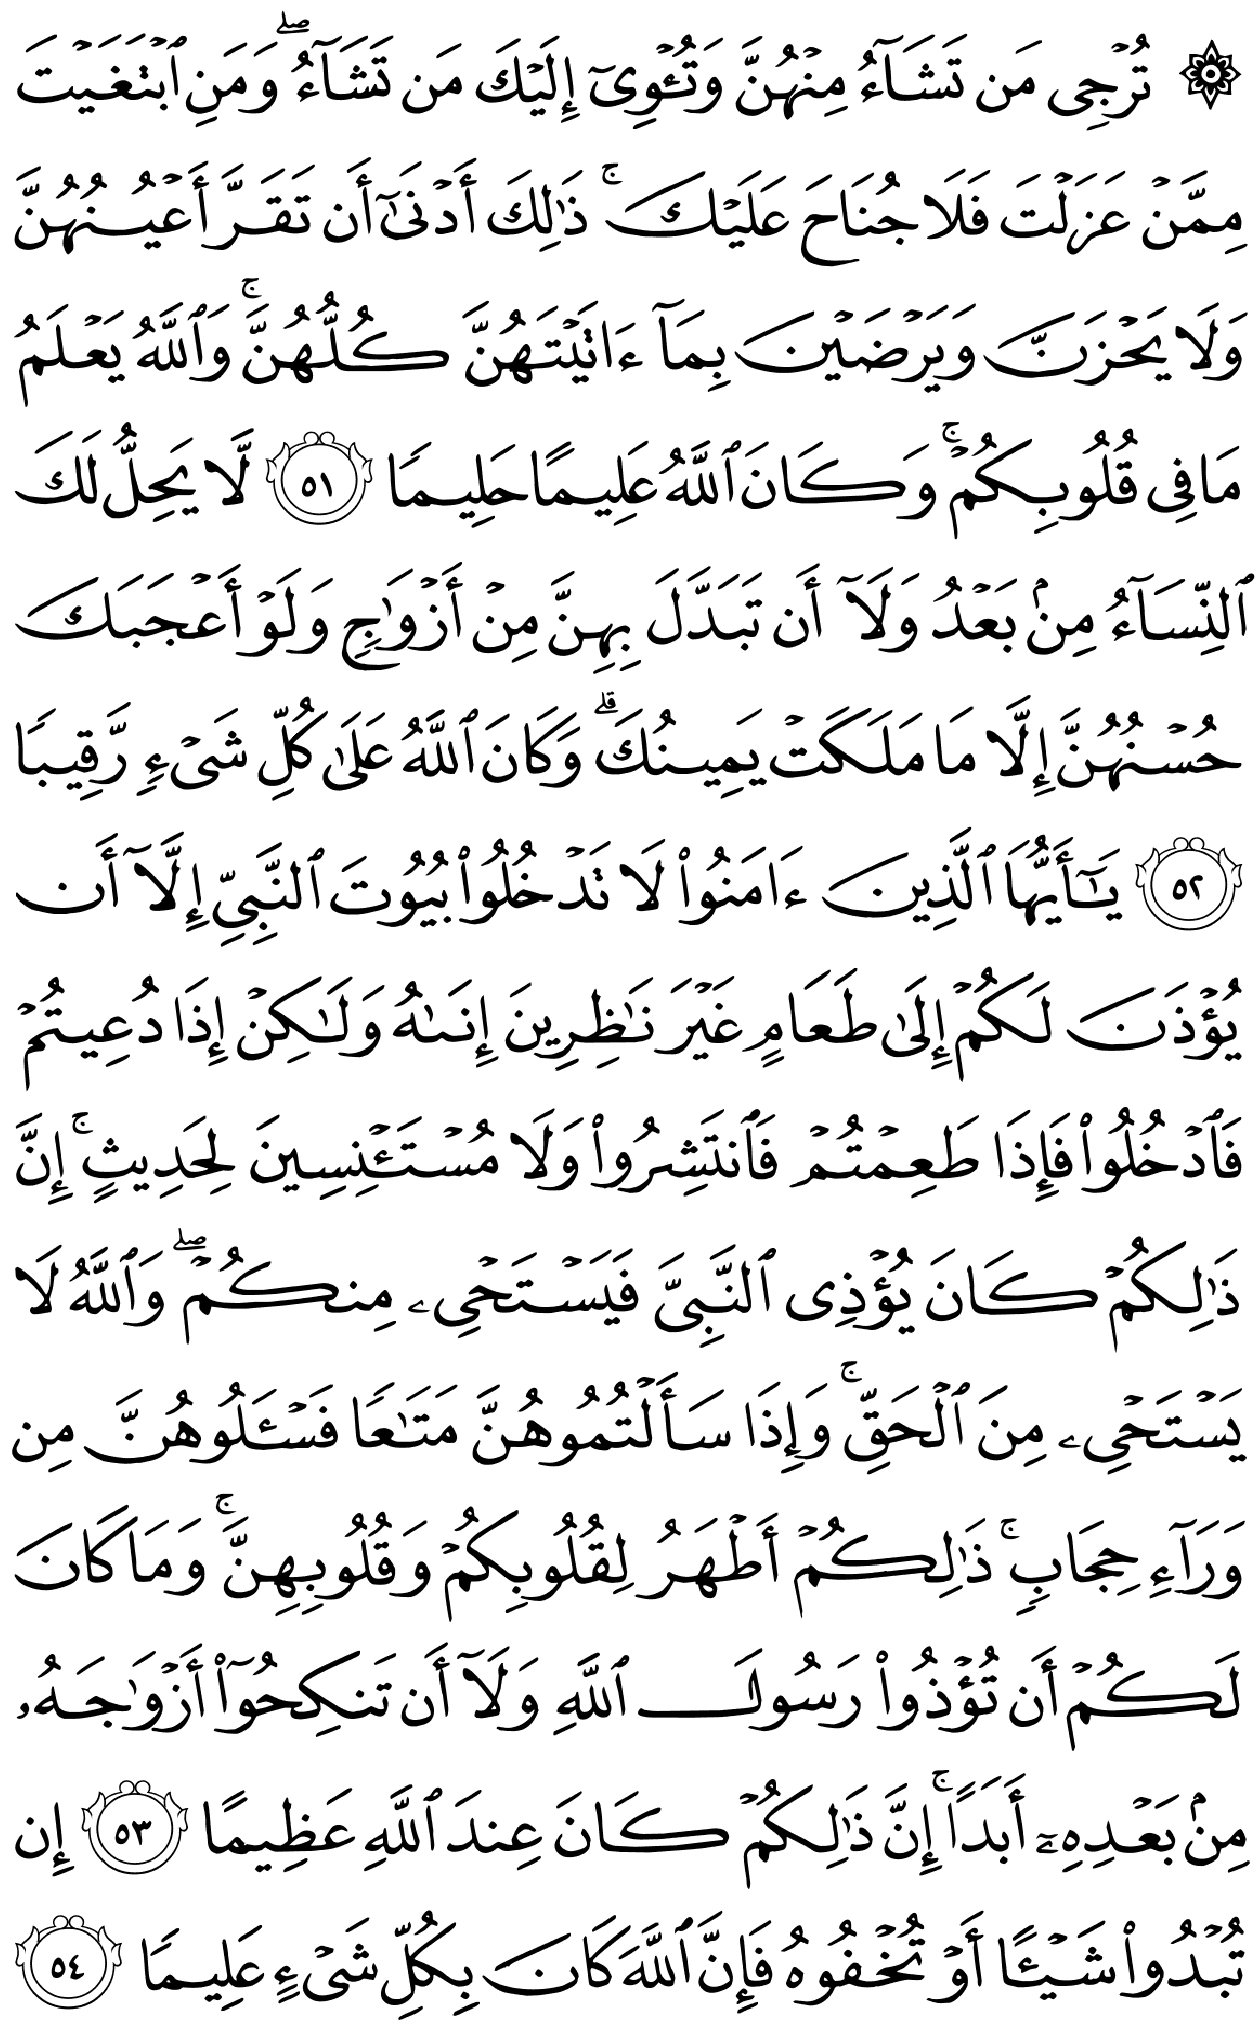 ۞ تُرۡجِي مَن تَشَآءُ مِنۡهُنَّ وَتُـٔۡوِيٓ إِلَيۡكَ مَن تَشَآءُۖ وَمَنِ ٱبۡتَغَيۡتَ
مِمَّنۡ عَزَلۡتَ فَلَا جُنَاحَ عَلَيۡكَۚ ذَٰلِكَ أَدۡنَىٰٓ أَن تَقَرَّ أَعۡيُنُهُنَّ
وَلَا يَحۡزَنَّ وَيَرۡضَيۡنَ بِمَآ ءَاتَيۡتَهُنَّ كُلُّهُنَّۚ وَٱللَّهُ يَعۡلَمُ
مَا فِي قُلُوبِكُمۡۚ وَكَانَ ٱللَّهُ عَلِيمًا حَلِيمٗا ٥١ لَّا يَحِلُّ لَكَ
ٱلنِّسَآءُ مِنۢ بَعۡدُ وَلَآ أَن تَبَدَّلَ بِهِنَّ مِنۡ أَزۡوَٰجٖ وَلَوۡ أَعۡجَبَكَ
حُسۡنُهُنَّ إِلَّا مَا مَلَكَتۡ يَمِينُكَۗ وَكَانَ ٱللَّهُ عَلَىٰ كُلِّ شَيۡءٖ رَّقِيبٗا
٥٢ يَـٰٓأَيُّهَا ٱلَّذِينَ ءَامَنُواْ لَا تَدۡخُلُواْ بُيُوتَ ٱلنَّبِيِّ إِلَّآ أَن
يُؤۡذَنَ لَكُمۡ إِلَىٰ طَعَامٍ غَيۡرَ نَٰظِرِينَ إِنَىٰهُ وَلَٰكِنۡ إِذَا دُعِيتُمۡ
فَٱدۡخُلُواْ فَإِذَا طَعِمۡتُمۡ فَٱنتَشِرُواْ وَلَا مُسۡتَـٔۡنِسِينَ لِحَدِيثٍۚ إِنَّ
ذَٰلِكُمۡ كَانَ يُؤۡذِي ٱلنَّبِيَّ فَيَسۡتَحۡيِۦ مِنكُمۡۖ وَٱللَّهُ لَا
يَسۡتَحۡيِۦ مِنَ ٱلۡحَقِّۚ وَإِذَا سَأَلۡتُمُوهُنَّ مَتَٰعٗا فَسۡـَٔلُوهُنَّ مِن
وَرَآءِ حِجَابٖۚ ذَٰلِكُمۡ أَطۡهَرُ لِقُلُوبِكُمۡ وَقُلُوبِهِنَّۚ وَمَا كَانَ
لَكُمۡ أَن تُؤۡذُواْ رَسُولَ ٱللَّهِ وَلَآ أَن تَنكِحُوٓاْ أَزۡوَٰجَهُۥ
مِنۢ بَعۡدِهِۦٓ أَبَدًاۚ إِنَّ ذَٰلِكُمۡ كَانَ عِندَ ٱللَّهِ عَظِيمًا ٥٣ إِن
تُبۡدُواْ شَيۡـًٔا أَوۡ تُخۡفُوهُ فَإِنَّ ٱللَّهَ كَانَ بِكُلِّ شَيۡءٍ عَلِيمٗا ٥٤